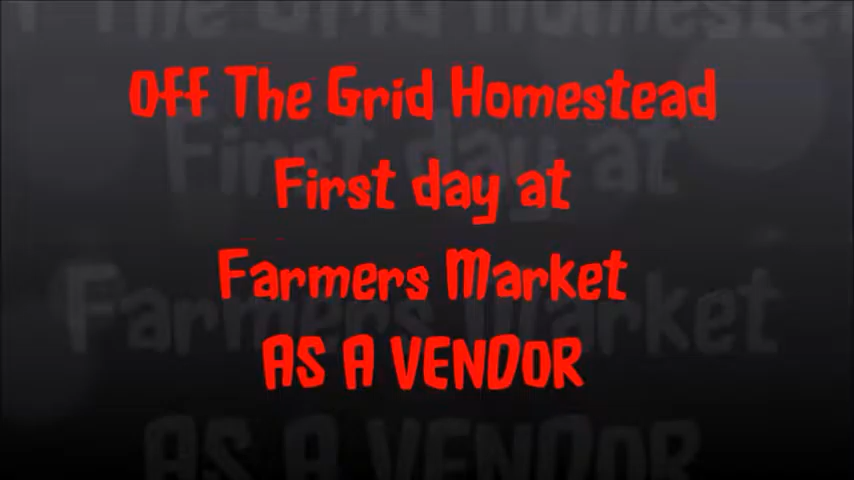 Off The Grid Homestead
First day at
Farmers Market
AS A VENDOR